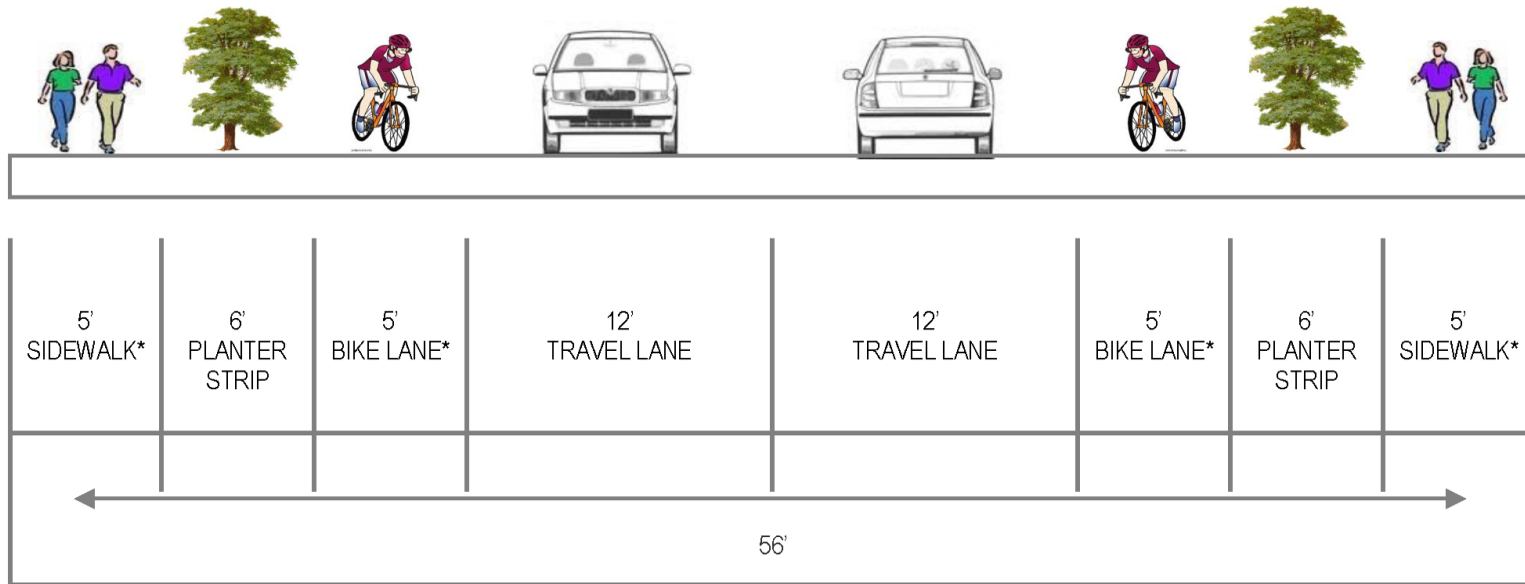 5’
SIDEWALK*
6’
PLANTER
STRIP
5’
BIKE LANE*
12’
TRAVEL LANE
12’
TRAVEL LANE
5’
BIKE LANE*
6’
PLANTER
STRIP
5’
SIDEWALK*
56’